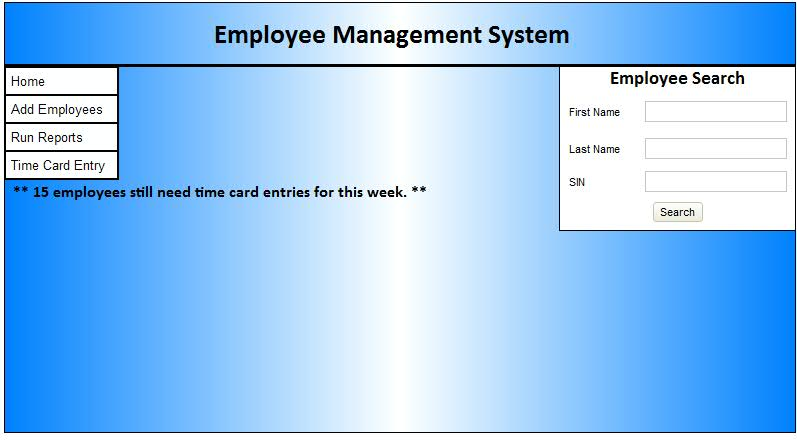 Employee Management System
Home
Add Employees
Run Reports
Time Card Entry
** 15 employees still need time card entries for this week. **
Employee Search
First Name
Last Name
SIN
Search